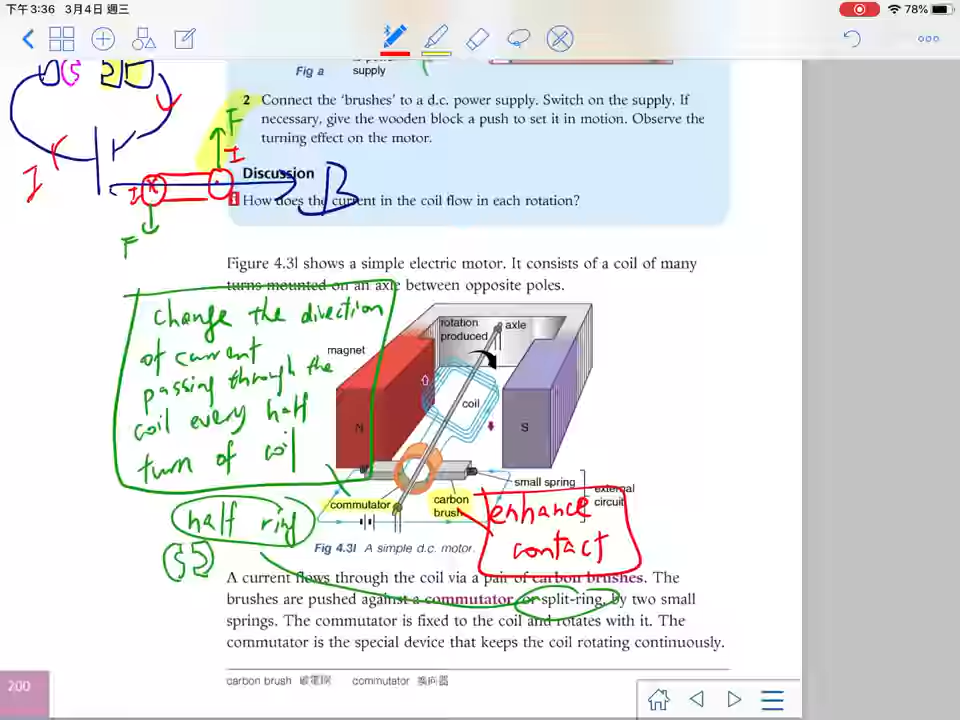 下午3:36 3月4日 週三
78%
Fig a
supply
2 Connect the ‘brushes’ to a d.c. power supply. Switch on the supply. If
necessary, give the wooden block a push to set it in motion. Observe the
turning effect on the motor.
F
I
Discussion
B
I
I
1 How does the current in the coil flow in each rotation?
F
Figure 4.3l shows a simple electric motor. It consists of a coil of many
turns mounted on an axle between opposite poles.
change the direction
of current
passing through the
coil every half
turn of coil
rotation
produced
axle
magnet
coil
N
S
small spring
external
circuit
commutator
carbon
brush
enhance
contact
half ring
Fig 4.3l A simple d.c. motor.
A current flows through the coil via a pair of carbon brushes. The
brushes are pushed against a commutator, or split-ring, by two small
springs. The commutator is fixed to the coil and rotates with it. The
commutator is the special device that keeps the coil rotating continuously.
200
carbon brush 碳電刷 commutator 換向器